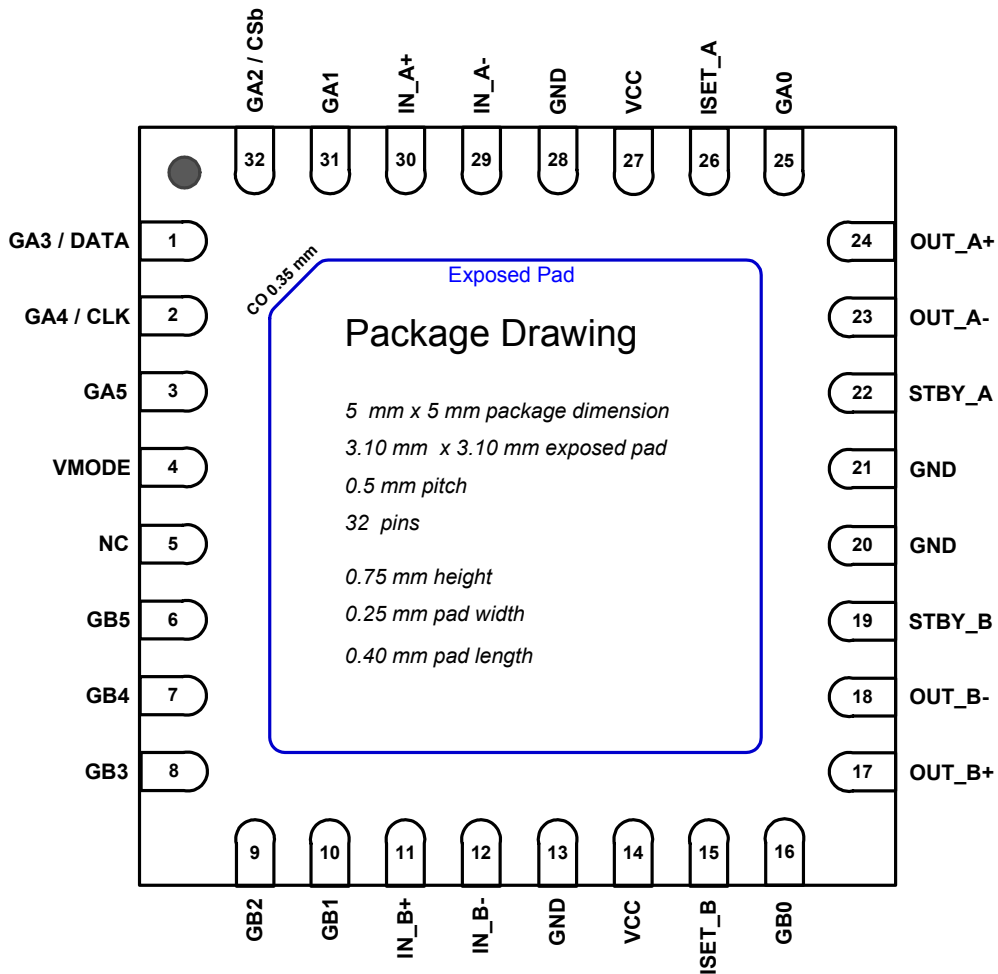 GA2 / CSb
GA1
IN_A+
IN_A-
GND
VCC
ISET_A
GA0
32
31
30
29
28
27
26
25
GA3 / DATA
1
GA4 / CLK
2
GA5
3
VMODE
4
NC
5
GB5
6
GB4
7
GB3
8
CO 0.35 mm
Exposed Pad
Package Drawing
5 mm x 5 mm package dimension
3.10 mm x 3.10 mm exposed pad
0.5 mm pitch
32 pins
0.75 mm height
0.25 mm pad width
0.40 mm pad length
24
OUT_A+
23
OUT_A-
22
STBY_A
21
GND
20
GND
19
STBY_B
18
OUT_B-
17
OUT_B+
9
10
11
12
13
14
15
16
GB2
GB1
IN_B+
IN_B-
GND
VCC
ISET_B
GB0